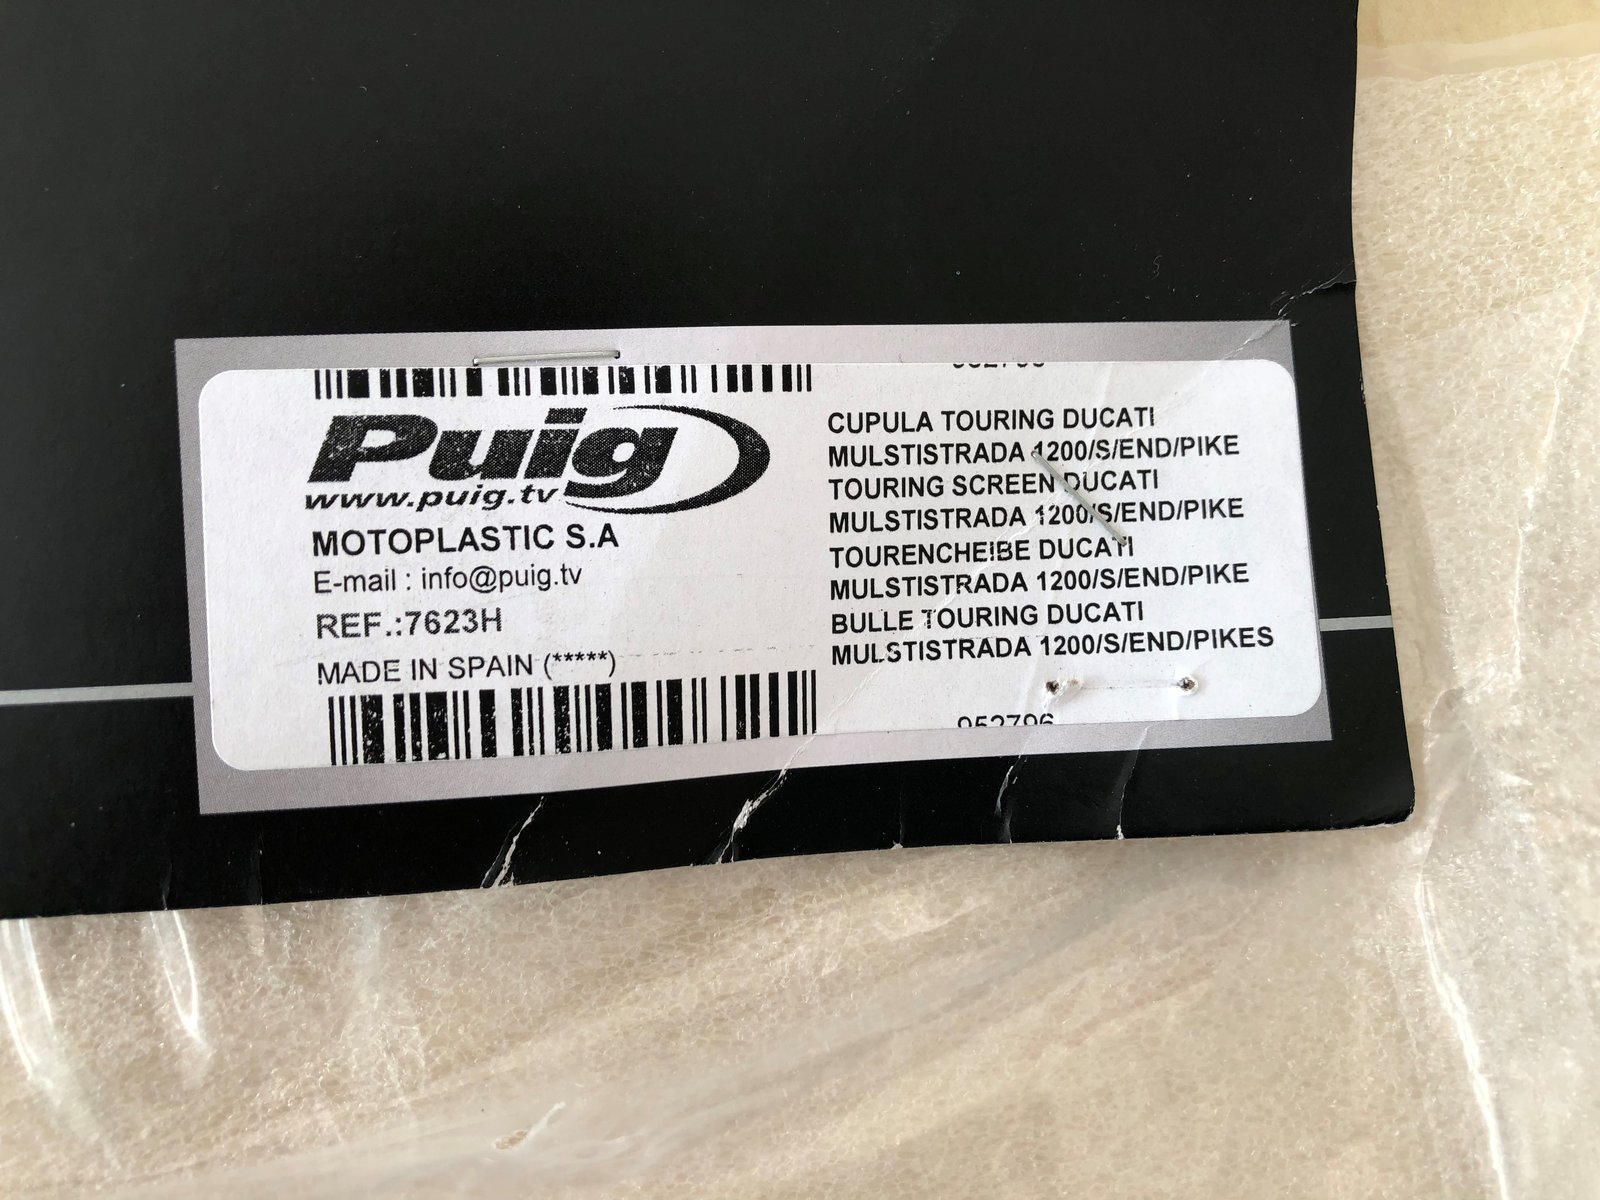 Puig
www.puig.tv
MOTOPLASTIC S.A
E-mail : info@puig.tv
REF.:7623H
MADE IN SPAIN (*****)
CUPULA TOURING DUCATI
MULSTISTRADA 1200/S/END/PIKE
TOURING SCREEN DUCATI
MULSTISTRADA 1200/S/END/PIKE
TOURENCHEIBE DUCATI
MULSTISTRADA 1200/S/END/PIKE
BULLE TOURING DUCATI
MULSTISTRADA 1200/S/END/PIKES
952796